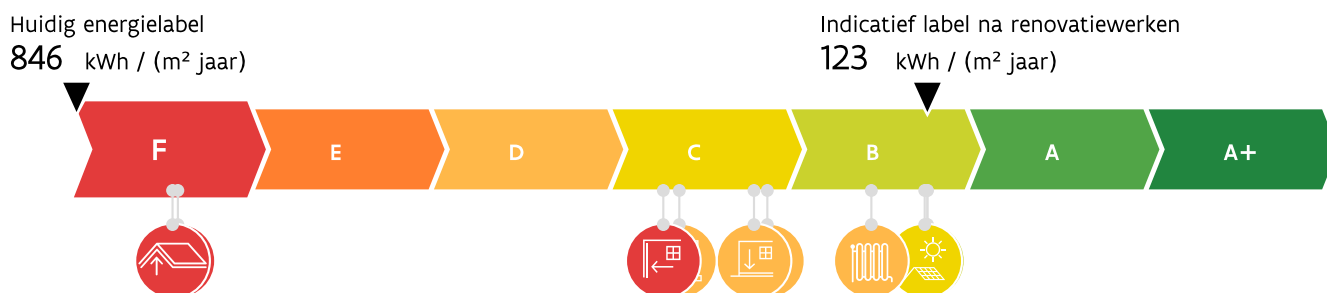 Huidig energielabel
846 kWh / (m² jaar)
Indicatief label na renovatiewerken
123 kWh / (m² jaar)
F E D C B A A+